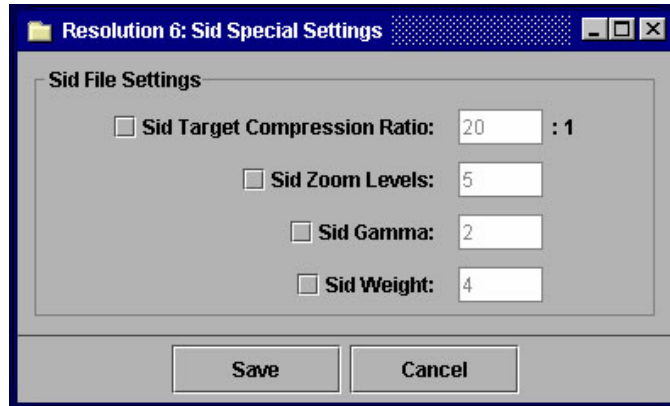 Resolution 6: Sid Special Settings
Sid File Settings
Sid Target Compression Ratio: 20 : 1
Sid Zoom Levels: 5
Sid Gamma: 2
Sid Weight: 4
Save Cancel